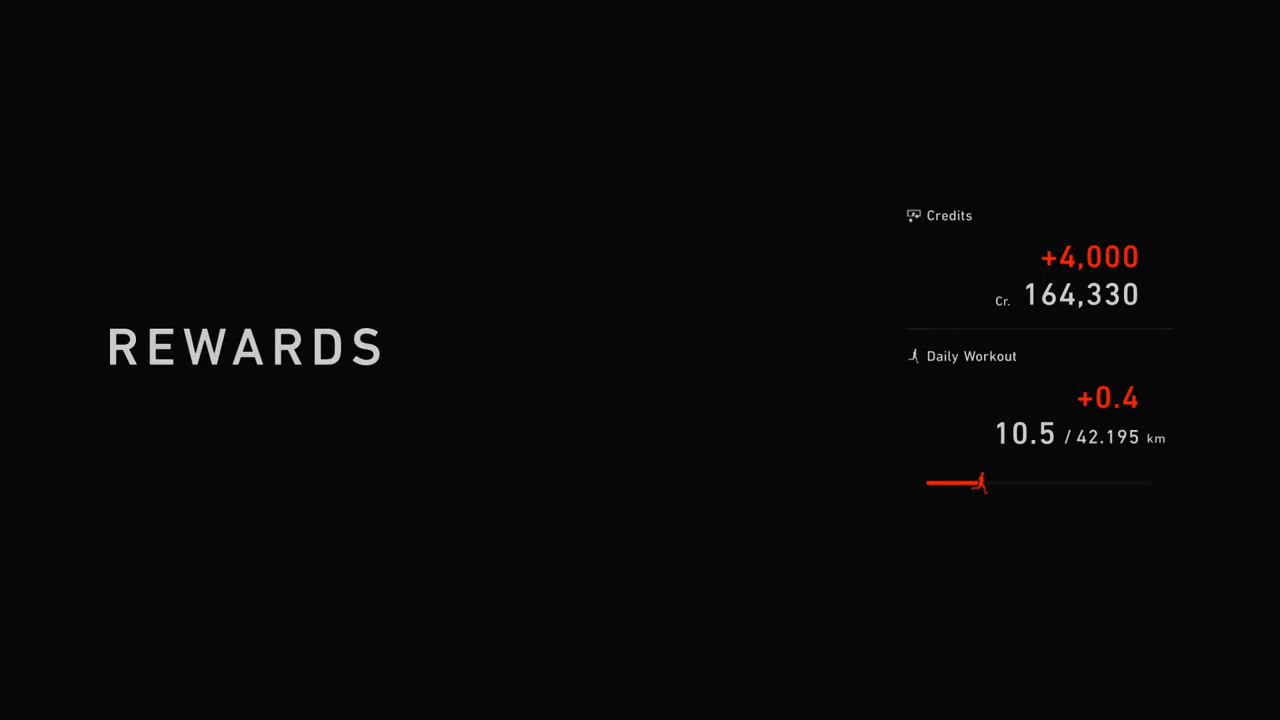 REWARDS
Credits
+4,000
Cr. 164,330
Daily Workout
+0.4
10.5 / 42.195 km